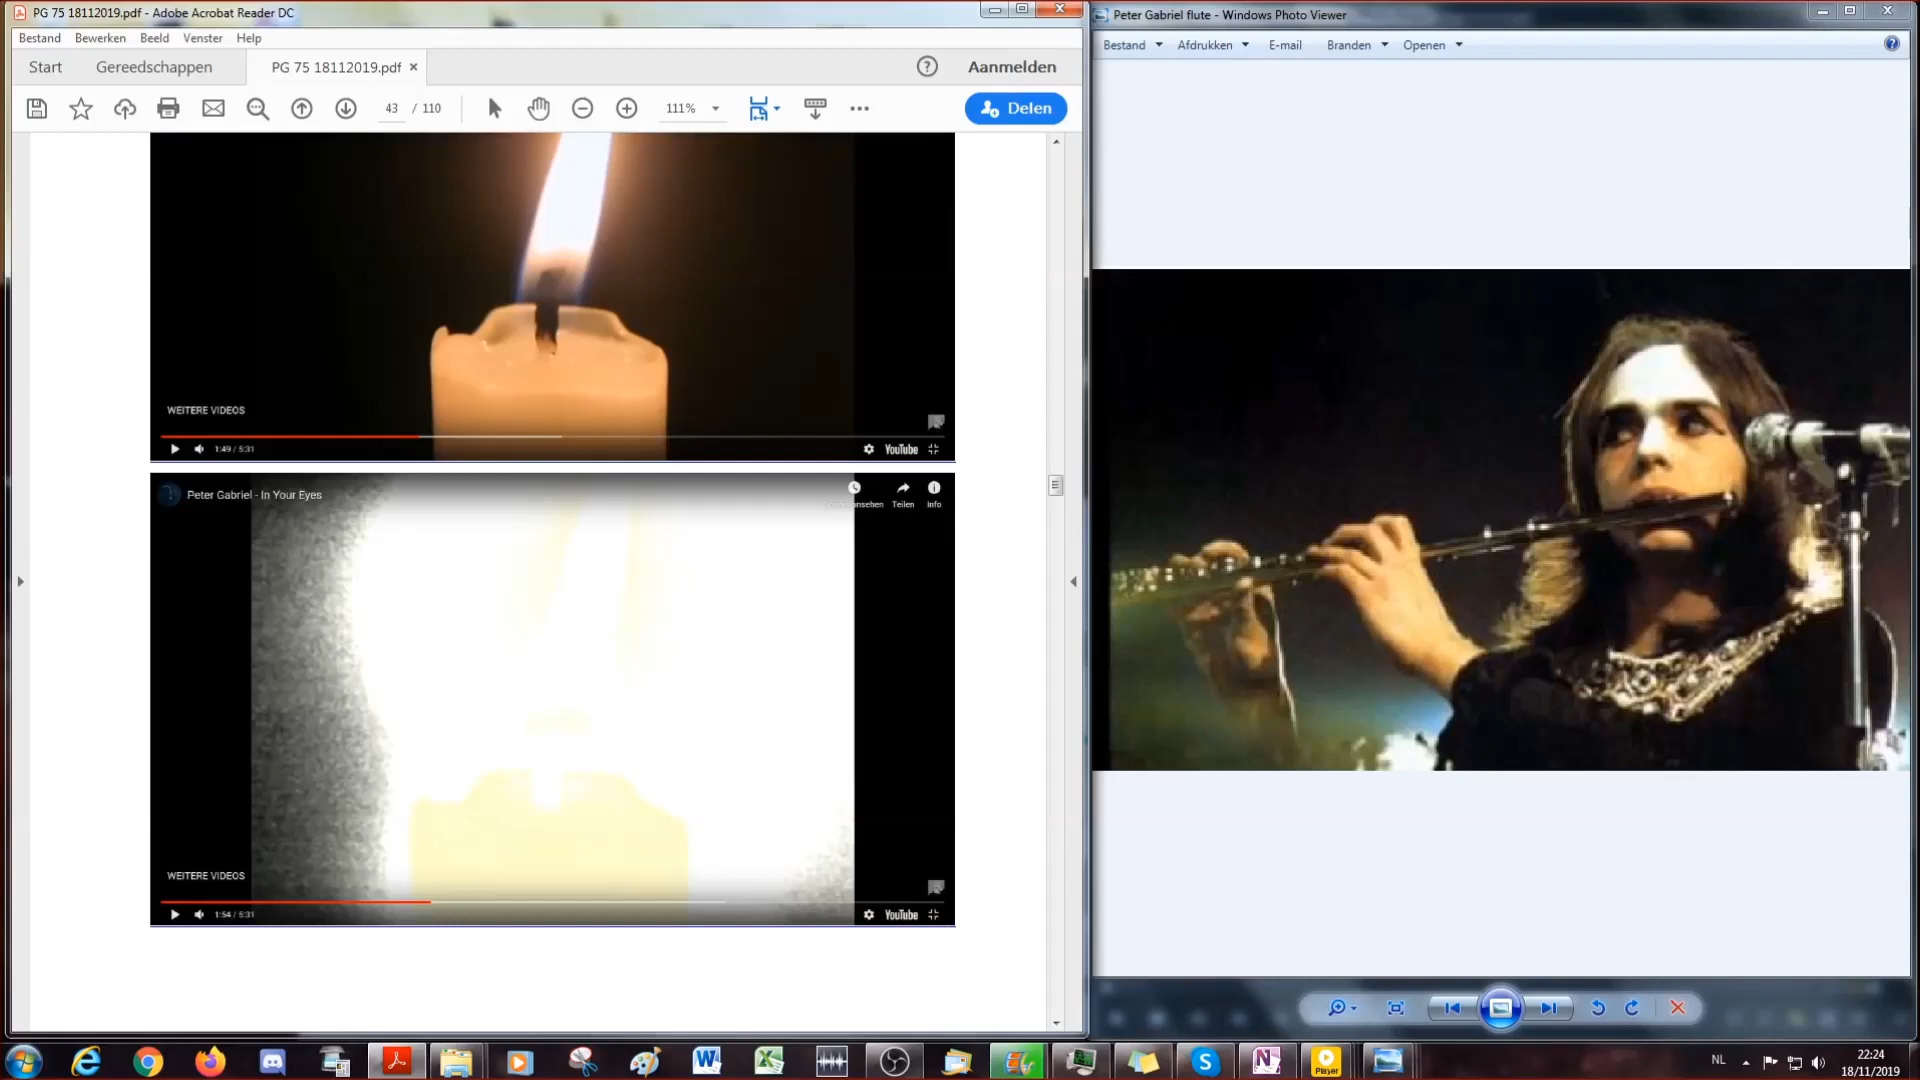 PG 75 18112019.pdf - Adobe Acrobat Reader DC
Bestand Bewerken Beeld Venster Help
Start Gereedschappen PG 75 18112019.pdf × Aanmelden
43 / 110 111% Delen
WEITERE VIDEOS
1:49 / 5:31 YouTube
Peter Gabriel - In Your Eyes
ansehen Teilen Info
WEITERE VIDEOS
1:54 / 5:31 YouTube
Peter Gabriel flute - Windows Photo Viewer
Bestand Afdrukken E-mail Branden Openen
Player
NL
22:24
18/11/2019